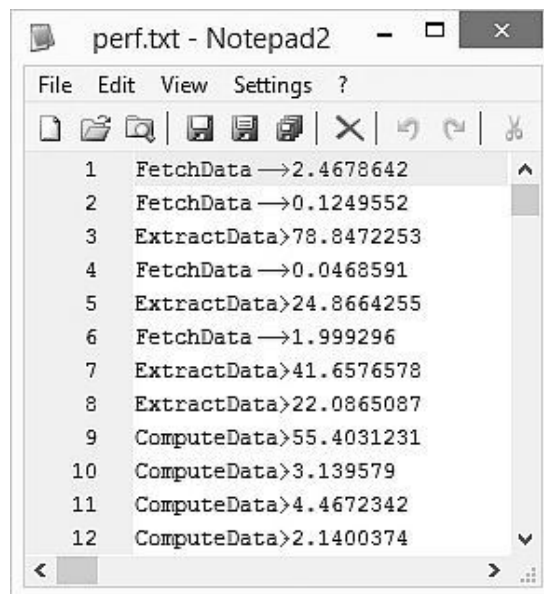 perf.txt - Notepad2
File Edit View Settings ?
1 FetchData→2.4678642
2 FetchData→0.1249552
3 ExtractData>78.8472253
4 FetchData→0.0468591
5 ExtractData>24.8664255
6 FetchData→1.999296
7 ExtractData>41.6576578
8 ExtractData>22.0865087
9 ComputeData>55.4031231
10 ComputeData>3.139579
11 ComputeData>4.4672342
12 ComputeData>2.1400374